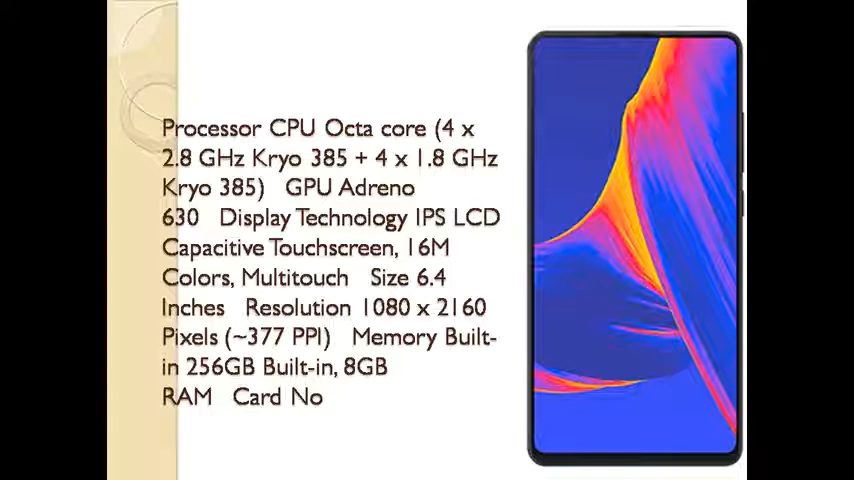 Processor CPU Octa core (4 x
2.8 GHz Kryo 385 + 4 x 1.8 GHz
Kryo 385) GPU Adreno
630 Display Technology IPS LCD
Capacitive Touchscreen, 16M
Colors, Multitouch Size 6.4
Inches Resolution 1080 x 2160
Pixels (~377 PPI) Memory Built-
in 256GB Built-in, 8GB
RAM Card No